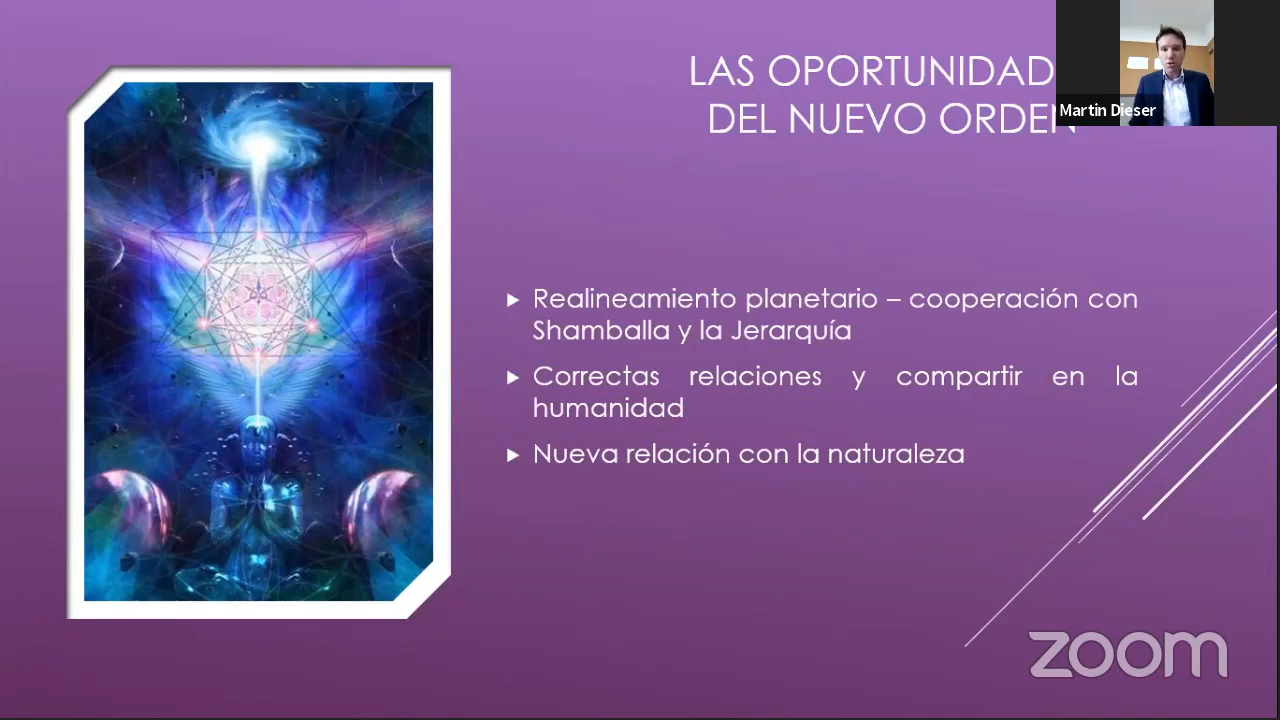 LAS OPORTUNIDAD
DEL NUEVO ORDEN
Martin Dieser
Realineamiento planetario – cooperación con
Shamballa y la Jerarquía
Correctas relaciones y compartir en la
humanidad
Nueva relación con la naturaleza
zoom